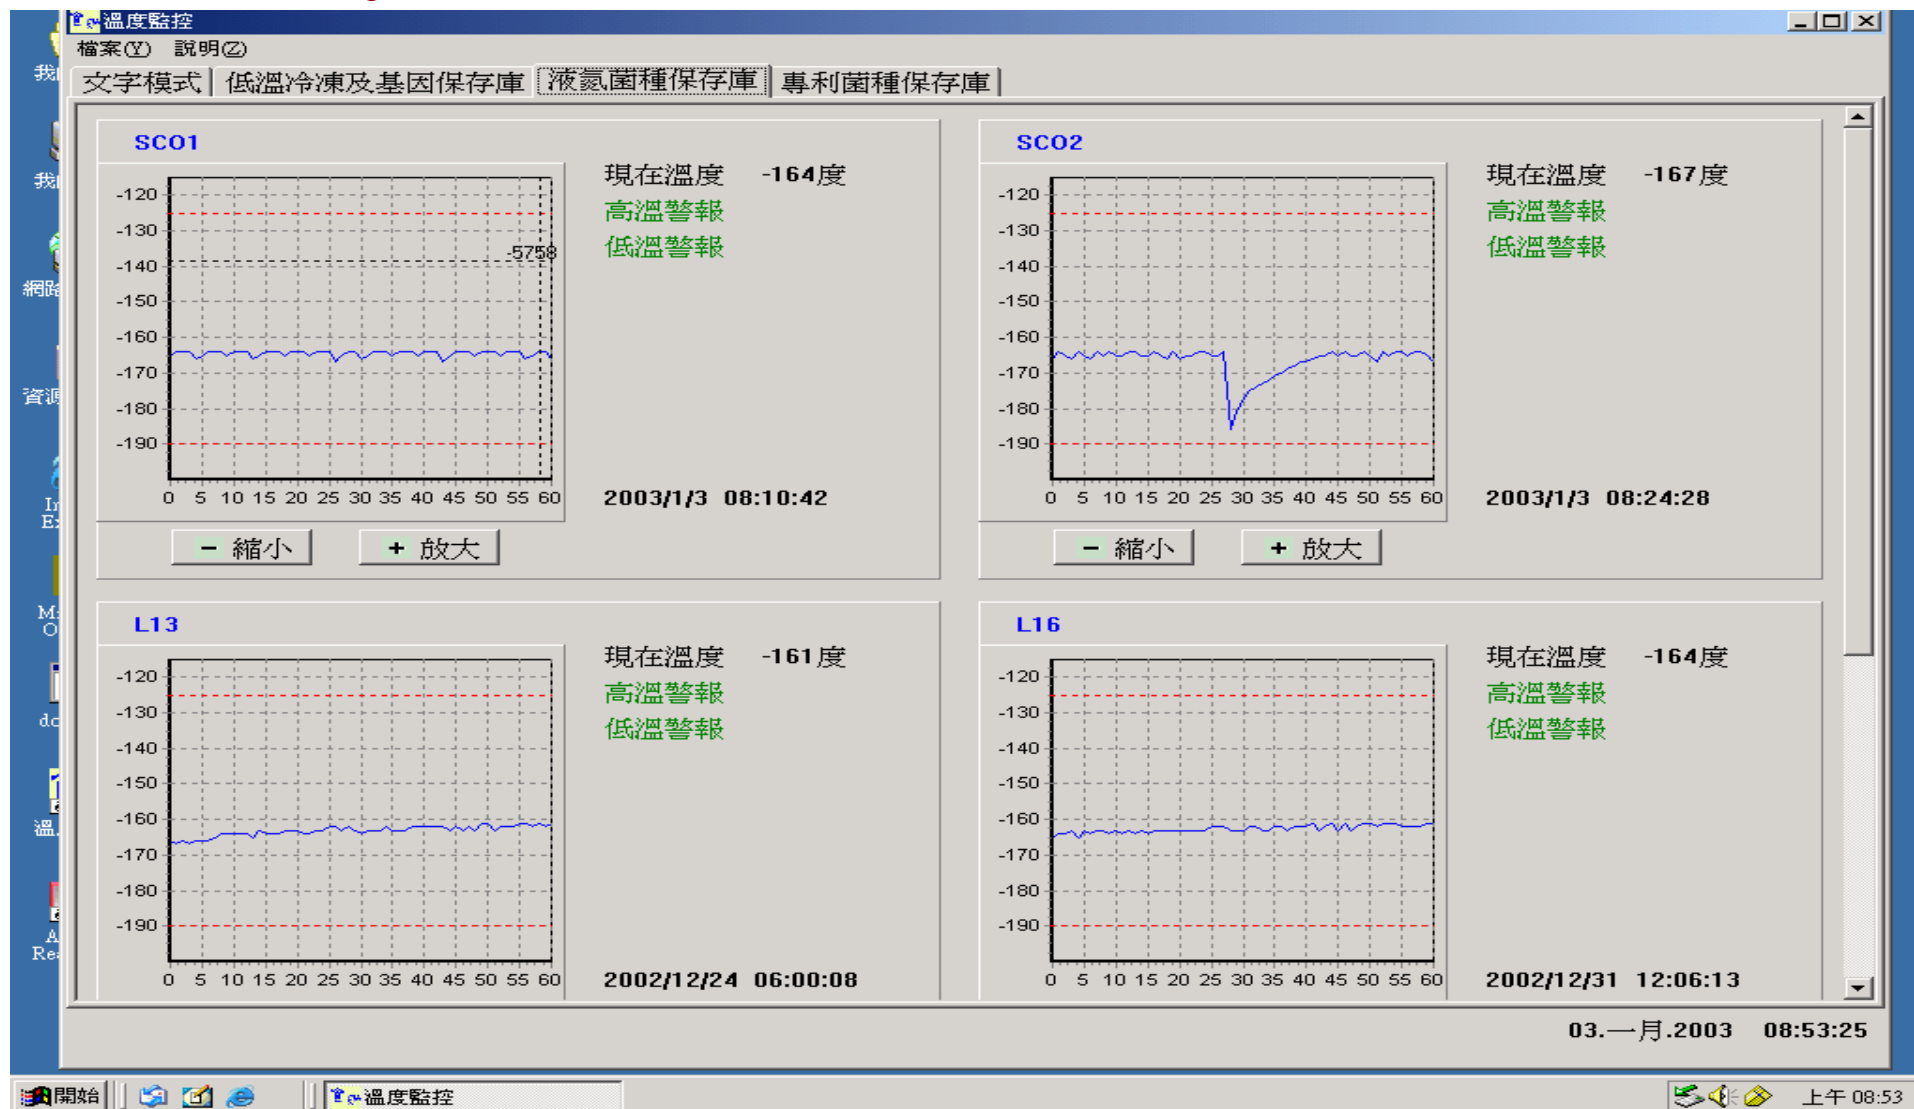 溫度監控
檔案(Y) 說明(Z)
文字模式 低溫冷凍及基因保存庫 液氮菌種保存庫 專利菌種保存庫
SCO1
現在溫度 -164度
高溫警報
低溫警報
-120
-130
-140
-150
-160
-170
-180
-190
-5758
0 5 10 15 20 25 30 35 40 45 50 55 60
2003/1/3 08:10:42
- 縮小 + 放大
SCO2
現在溫度 -167度
高溫警報
低溫警報
-120
-130
-140
-150
-160
-170
-180
-190
0 5 10 15 20 25 30 35 40 45 50 55 60
2003/1/3 08:24:28
- 縮小 + 放大
L13
現在溫度 -161度
高溫警報
低溫警報
-120
-130
-140
-150
-160
-170
-180
-190
0 5 10 15 20 25 30 35 40 45 50 55 60
2002/12/24 06:00:08
L16
現在溫度 -164度
高溫警報
低溫警報
-120
-130
-140
-150
-160
-170
-180
-190
0 5 10 15 20 25 30 35 40 45 50 55 60
2002/12/31 12:06:13
03.一月.2003 08:53:25
開始 溫度監控 上午 08:53